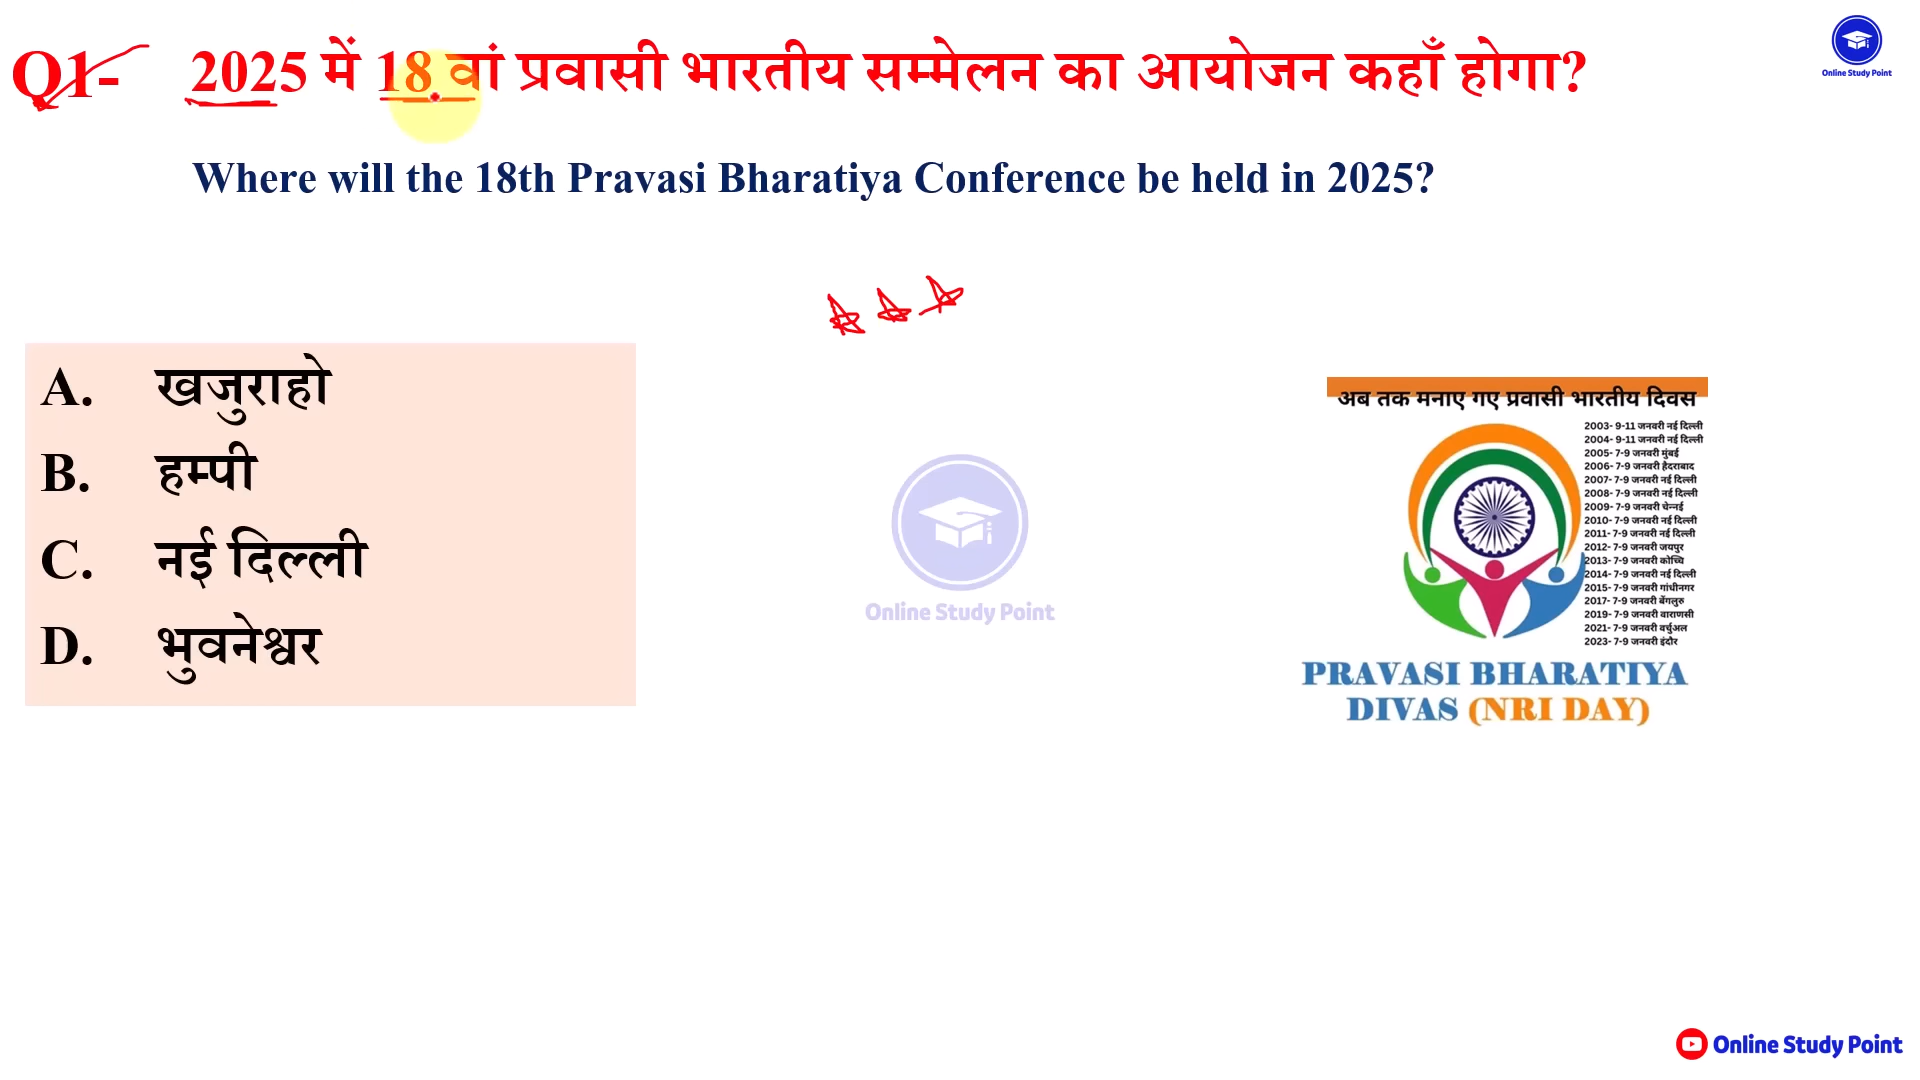 Q1- 2025 में 18 वां प्रवासी भारतीय सम्मेलन का आयोजन कहाँ होगा?
Online Study Point
Where will the 18th Pravasi Bharatiya Conference be held in 2025?
A. खजुराहो
B. हम्पी
C. नई दिल्ली
D. भुवनेश्वर
Online Study Point
अब तक मनाए गए प्रवासी भारतीय दिवस
2003- 9-11 जनवरी नई दिल्ली
2004- 9-11 जनवरी नई दिल्ली
2005- 7-9 जनवरी मुंबई
2006- 7-9 जनवरी हैदराबाद
2007- 7-9 जनवरी नई दिल्ली
2008- 7-9 जनवरी नई दिल्ली
2009- 7-9 जनवरी चेन्नई
2010- 7-9 जनवरी नई दिल्ली
2011- 7-9 जनवरी नई दिल्ली
2012- 7-9 जनवरी जयपुर
2013- 7-9 जनवरी कोच्चि
2014- 7-9 जनवरी नई दिल्ली
2015- 7-9 जनवरी गांधीनगर
2017- 7-9 जनवरी बेंगलुरु
2019- 7-9 जनवरी वाराणसी
2021- 7-9 जनवरी वर्चुअल
2023- 7-9 जनवरी इंदौर
PRAVASI BHARATIYA
DIVAS (NRI DAY)
Online Study Point